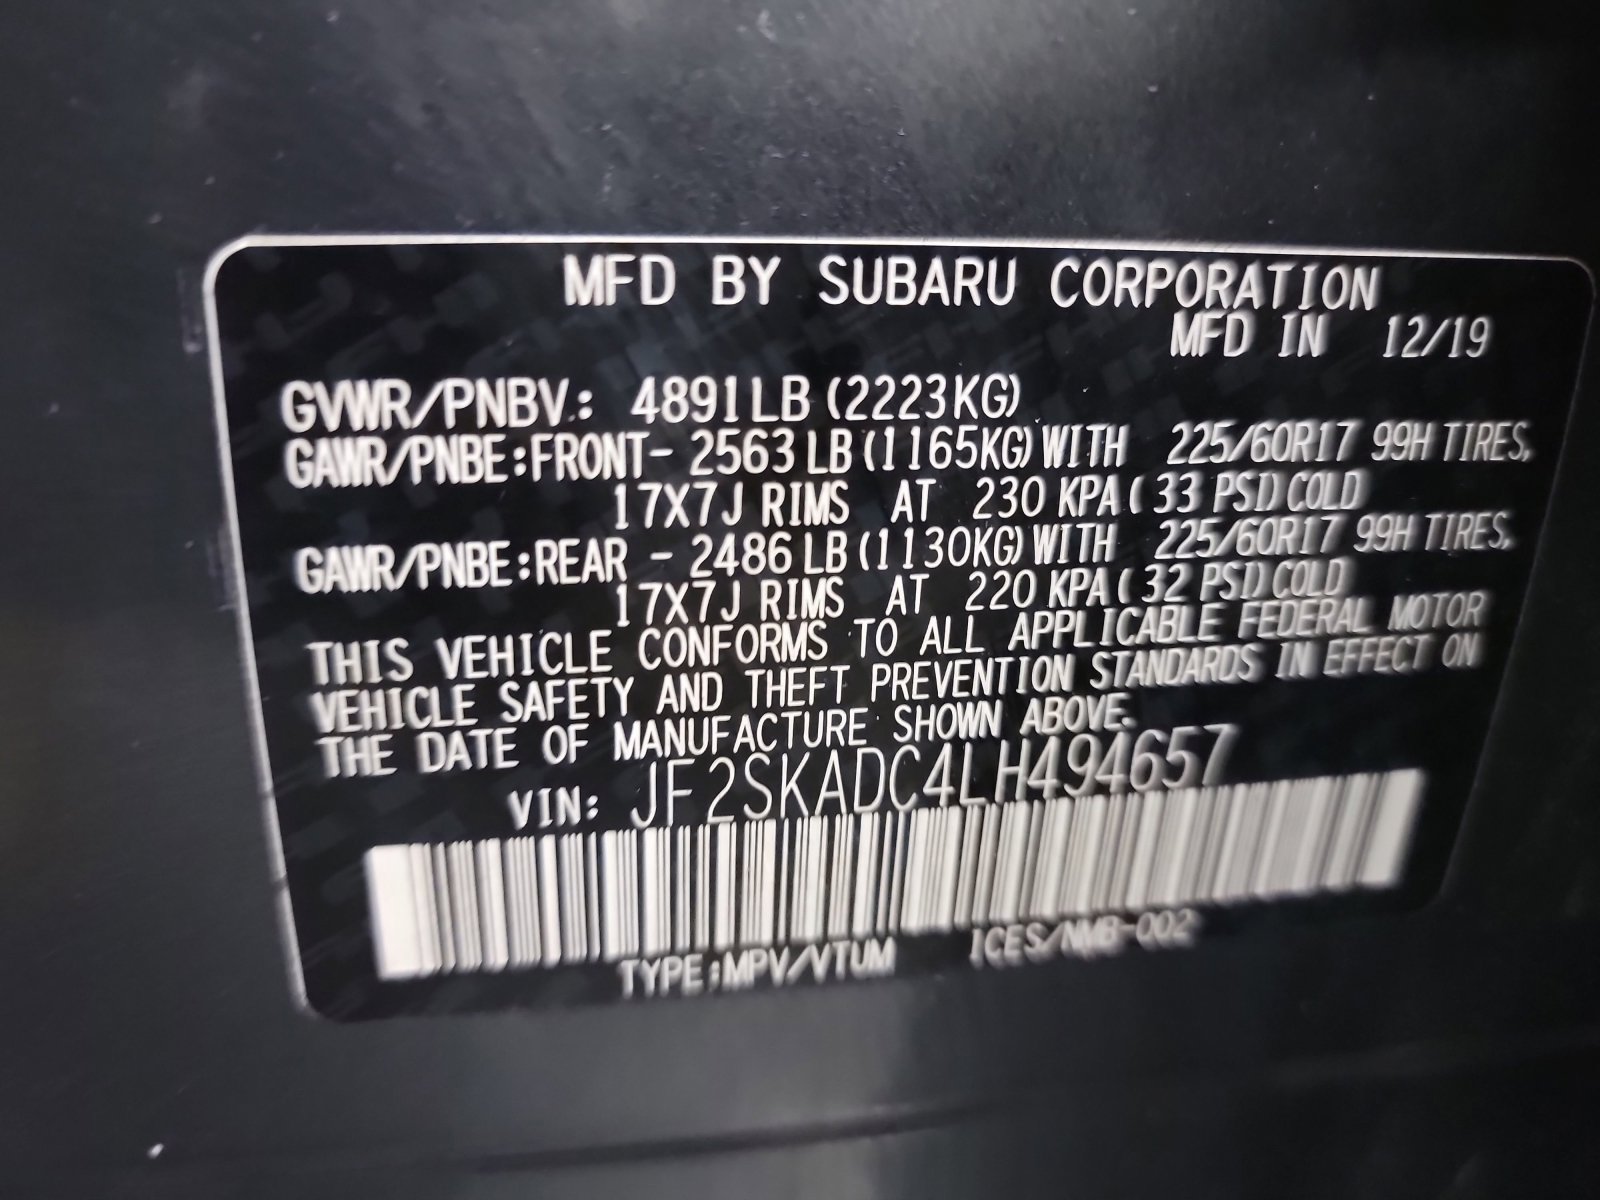 MFD BY SUBARU CORPORATION
MFD IN 12/19
GVWR/PNBV.: 4891LB (2223KG)
GAWR/PNBE:FRONT- 2563 LB (1165KG) WITH 225/60R17 99H TIRES,
17X7J RIMS AT 230 KPA ( 33 PSI) COLD
GAWR/PNBE:REAR - 2486 LB (1130KG) WITH 225/60R17 99H TIRES,
17X7J RIMS AT 220 KPA ( 32 PSI) COLD
THIS VEHICLE CONFORMS TO ALL APPLICABLE FEDERAL MOTOR
VEHICLE SAFETY AND THEFT PREVENTION STANDARDS IN EFFECT ON
THE DATE OF MANUFACTURE SHOWN ABOVE.
VIN: JF2SKADC4LH494657
TYPE:MPV/VTUM ICES/NMB-002